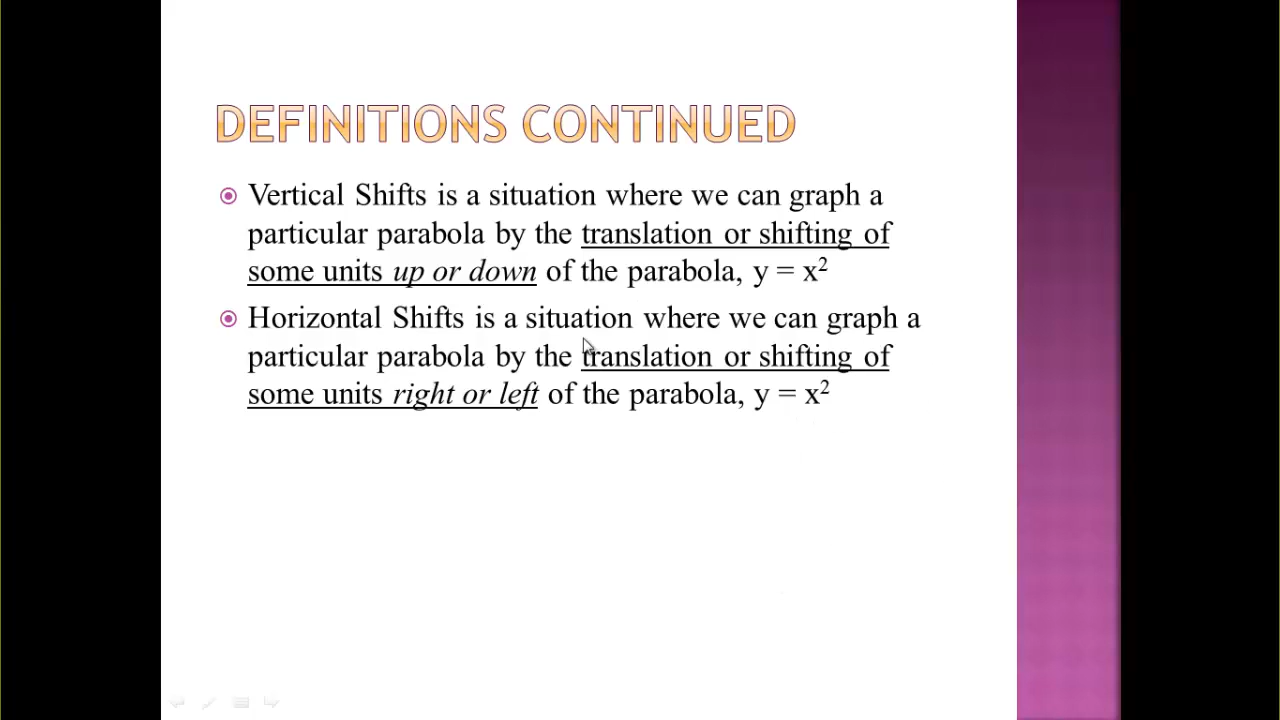 DEFINITIONS CONTINUED
Vertical Shifts is a situation where we can graph a
particular parabola by the translation or shifting of
some units up or down of the parabola, y = x²
Horizontal Shifts is a situation where we can graph a
particular parabola by the translation or shifting of
some units right or left of the parabola, y = x²